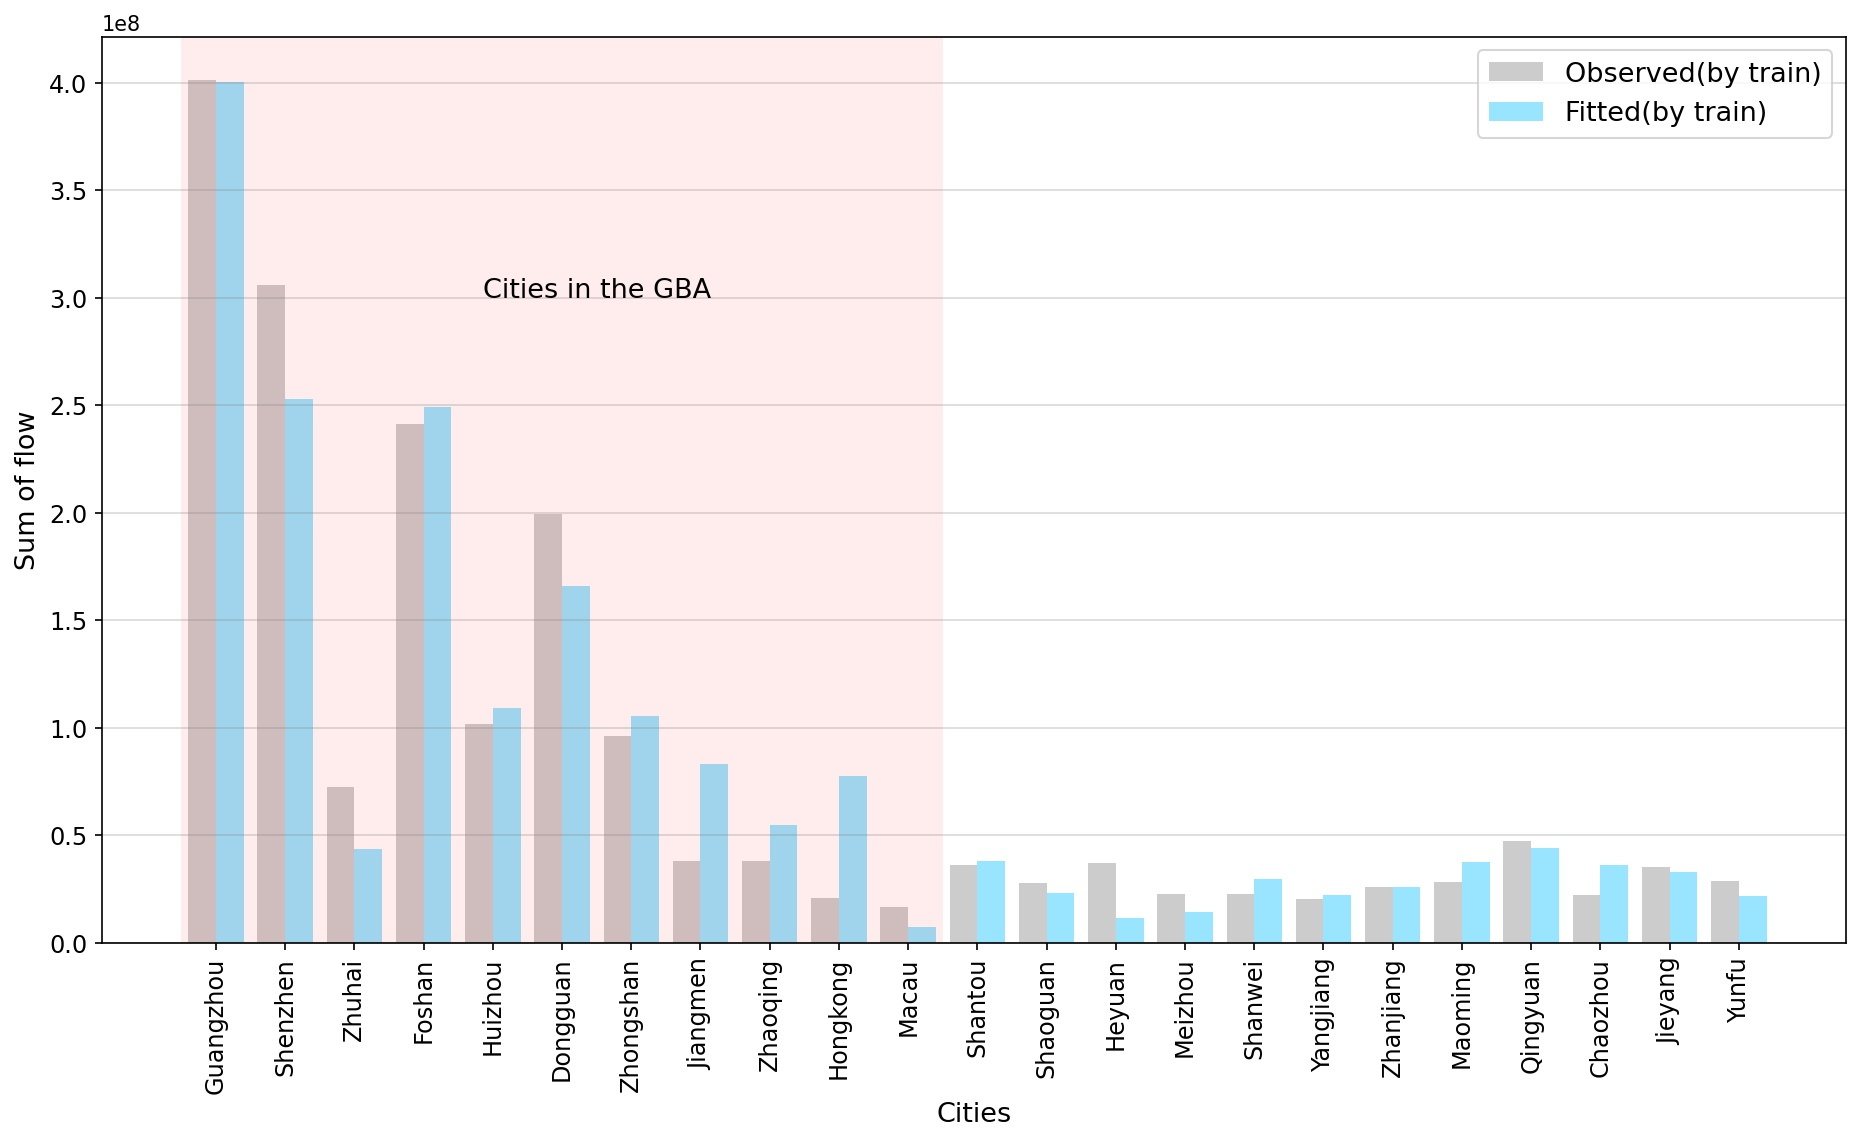 1e8
4.0
3.5
3.0
2.5
2.0
1.5
1.0
0.5
0.0
Sum of flow
Observed(by train)
Fitted(by train)
Cities in the GBA
Guangzhou
Shenzhen
Zhuhai
Foshan
Huizhou
Dongguan
Zhongshan
Jiangmen
Zhaoqing
Hongkong
Macau
Shantou
Shaoguan
Heyuan
Meizhou
Shanwei
Yangjiang
Zhanjiang
Maoming
Qingyuan
Chaozhou
Jieyang
Yunfu
Cities